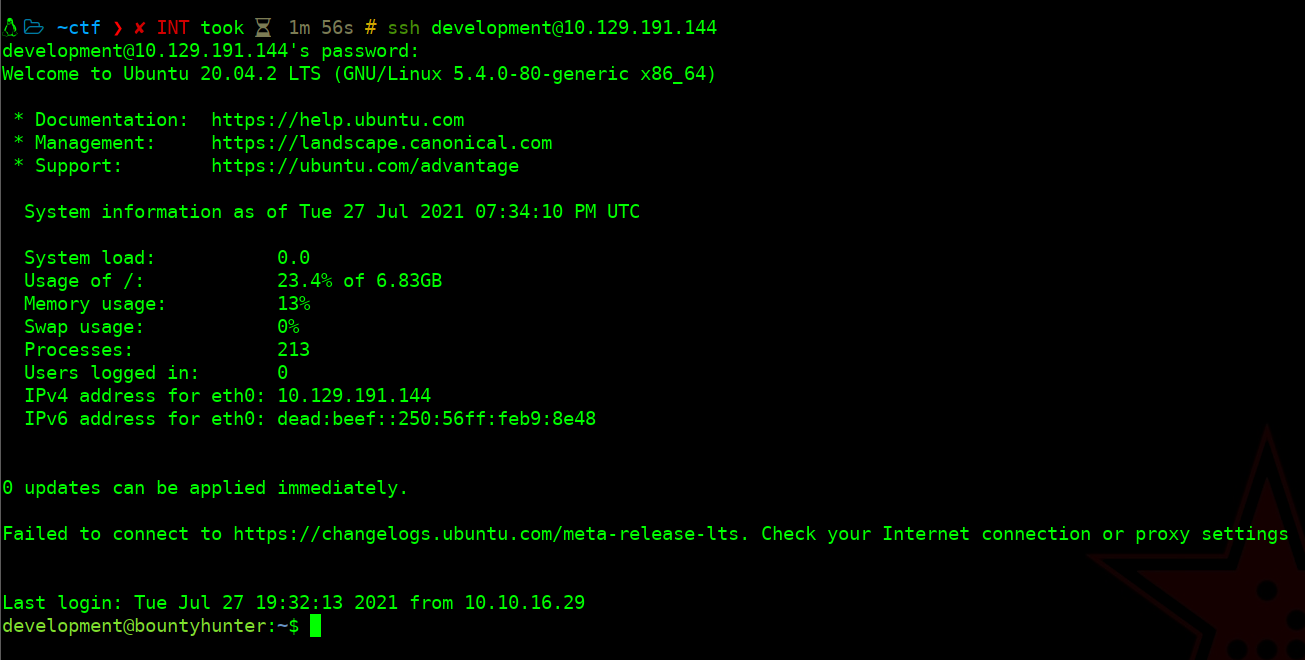 ~ctf ❯ ✘ INT took ⌛ 1m 56s # ssh development@10.129.191.144
development@10.129.191.144's password:
Welcome to Ubuntu 20.04.2 LTS (GNU/Linux 5.4.0-80-generic x86_64)
* Documentation: https://help.ubuntu.com
* Management: https://landscape.canonical.com
* Support: https://ubuntu.com/advantage
System information as of Tue 27 Jul 2021 07:34:10 PM UTC
System load: 0.0
Usage of /: 23.4% of 6.83GB
Memory usage: 13%
Swap usage: 0%
Processes: 213
Users logged in: 0
IPv4 address for eth0: 10.129.191.144
IPv6 address for eth0: dead:beef::250:56ff:feb9:8e48
0 updates can be applied immediately.
Failed to connect to https://changelogs.ubuntu.com/meta-release-lts. Check your Internet connection or proxy settings
Last login: Tue Jul 27 19:32:13 2021 from 10.10.16.29
development@bountyhunter:~$